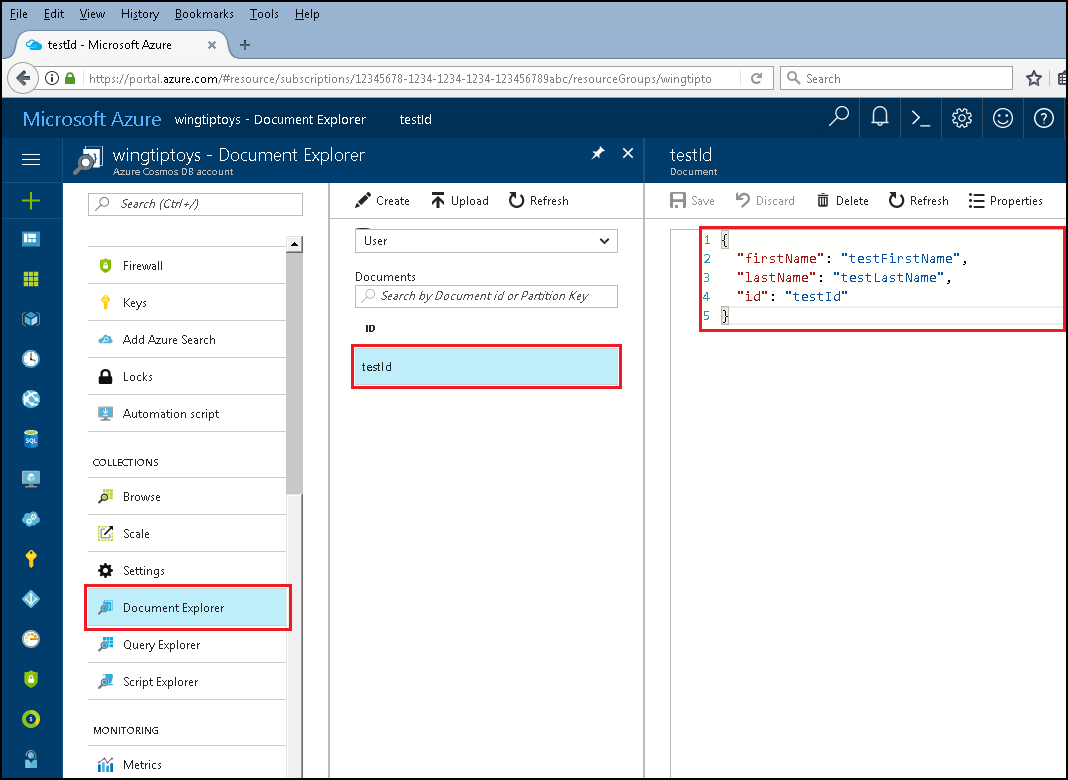 File Edit View History Bookmarks Tools Help
testId - Microsoft Azure
https://portal.azure.com/#resource/subscriptions/12345678-1234-1234-1234-123456789abc/resourceGroups/wingtipto
Search
Microsoft Azure wingtiptoys - Document Explorer testId
wingtiptoys - Document Explorer
Azure Cosmos DB account
Search (Ctrl+/)
Firewall
Keys
Add Azure Search
Locks
Automation script
COLLECTIONS
Browse
Scale
Settings
Document Explorer
Query Explorer
Script Explorer
MONITORING
Metrics
Create Upload Refresh
User
Documents
Search by Document id or Partition Key
ID
testId
testId
Document
Save Discard Delete Refresh Properties
1 {
2 "firstName": "testFirstName",
3 "lastName": "testLastName",
4 "id": "testId"
5 }
SQL